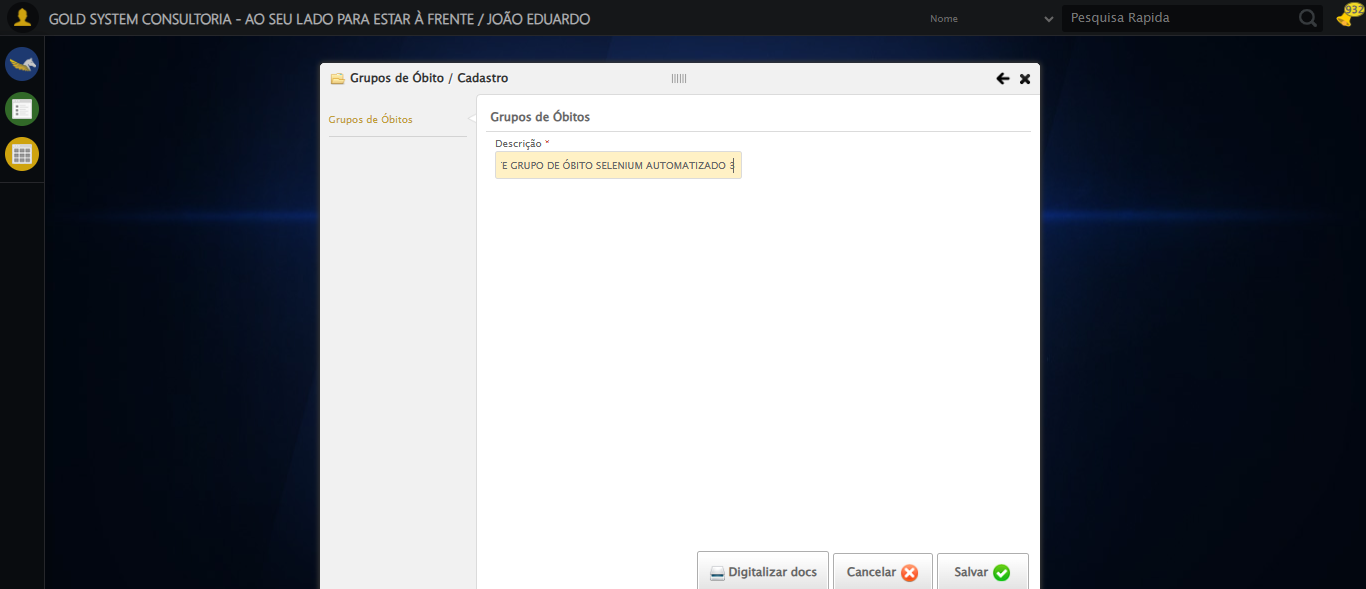 GOLD SYSTEM CONSULTORIA - AO SEU LADO PARA ESTAR À FRENTE / JOÃO EDUARDO
Nome
Pesquisa Rapida
932
Grupos de Óbito / Cadastro
Grupos de Óbitos
Grupos de Óbitos
Descrição *
E GRUPO DE ÓBITO SELENIUM AUTOMATIZADO 3
Digitalizar docs
Cancelar
Salvar